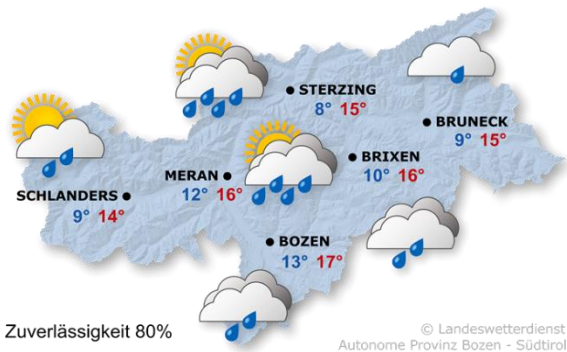 STERZING
8° 15°
BRUNECK
9° 15°
BRIXEN
10° 16°
MERAN
12° 16°
SCHLANDERS
9° 14°
BOZEN
13° 17°
Zuverlässigkeit 80%
© Landeswetterdienst
Autonome Provinz Bozen - Südtirol